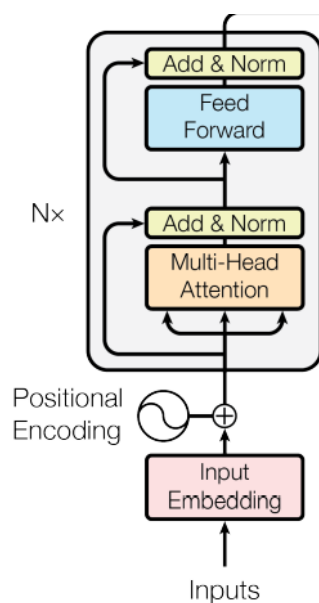 Add & Norm
Feed
Forward
N×
Add & Norm
Multi-Head
Attention
Positional
Encoding
Input
Embedding
Inputs